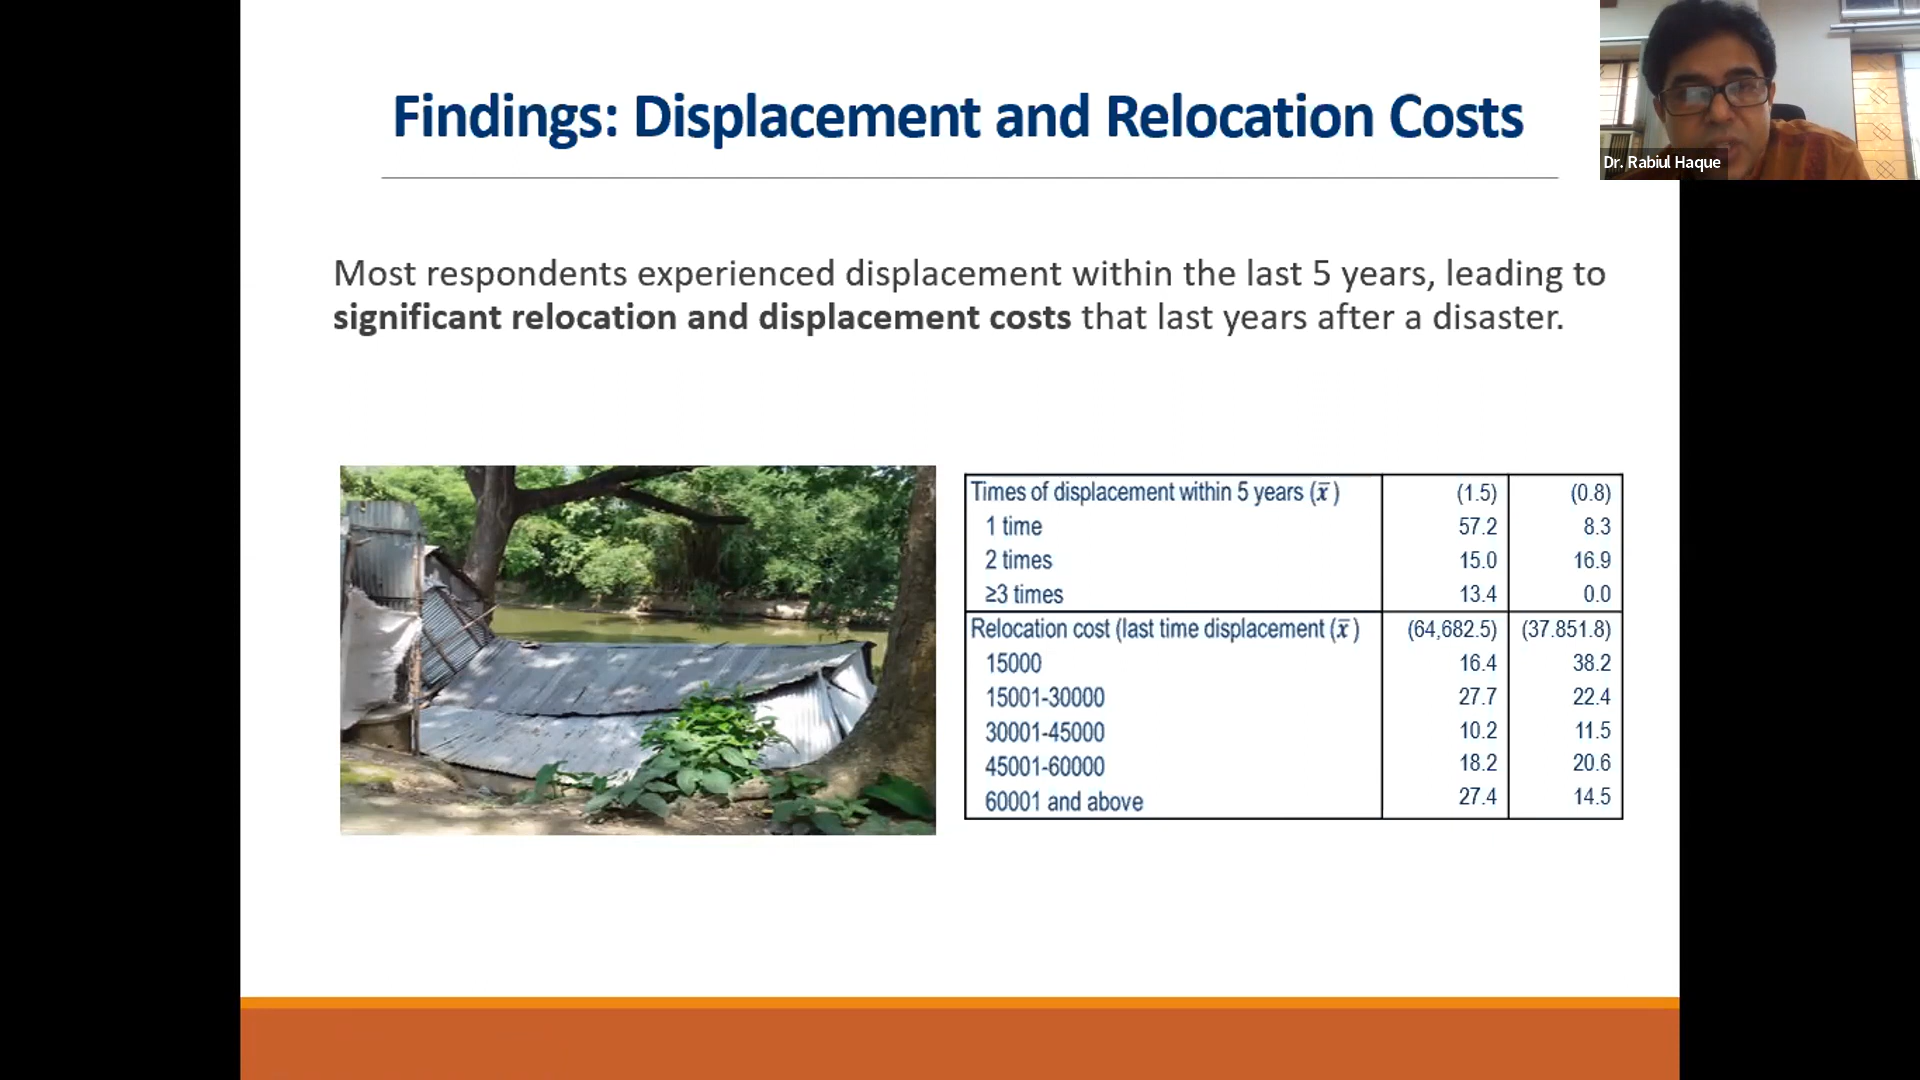 Findings: Displacement and Relocation Costs
Dr. Rabiul Haque
Most respondents experienced displacement within the last 5 years, leading to
significant relocation and displacement costs that last years after a disaster.
Times of displacement within 5 years (x̄) (1.5) (0.8)
1 time 57.2 8.3
2 times 15.0 16.9
≥3 times 13.4 0.0
Relocation cost (last time displacement (x̄) (64,682.5) (37.851.8)
15000 16.4 38.2
15001-30000 27.7 22.4
30001-45000 10.2 11.5
45001-60000 18.2 20.6
60001 and above 27.4 14.5